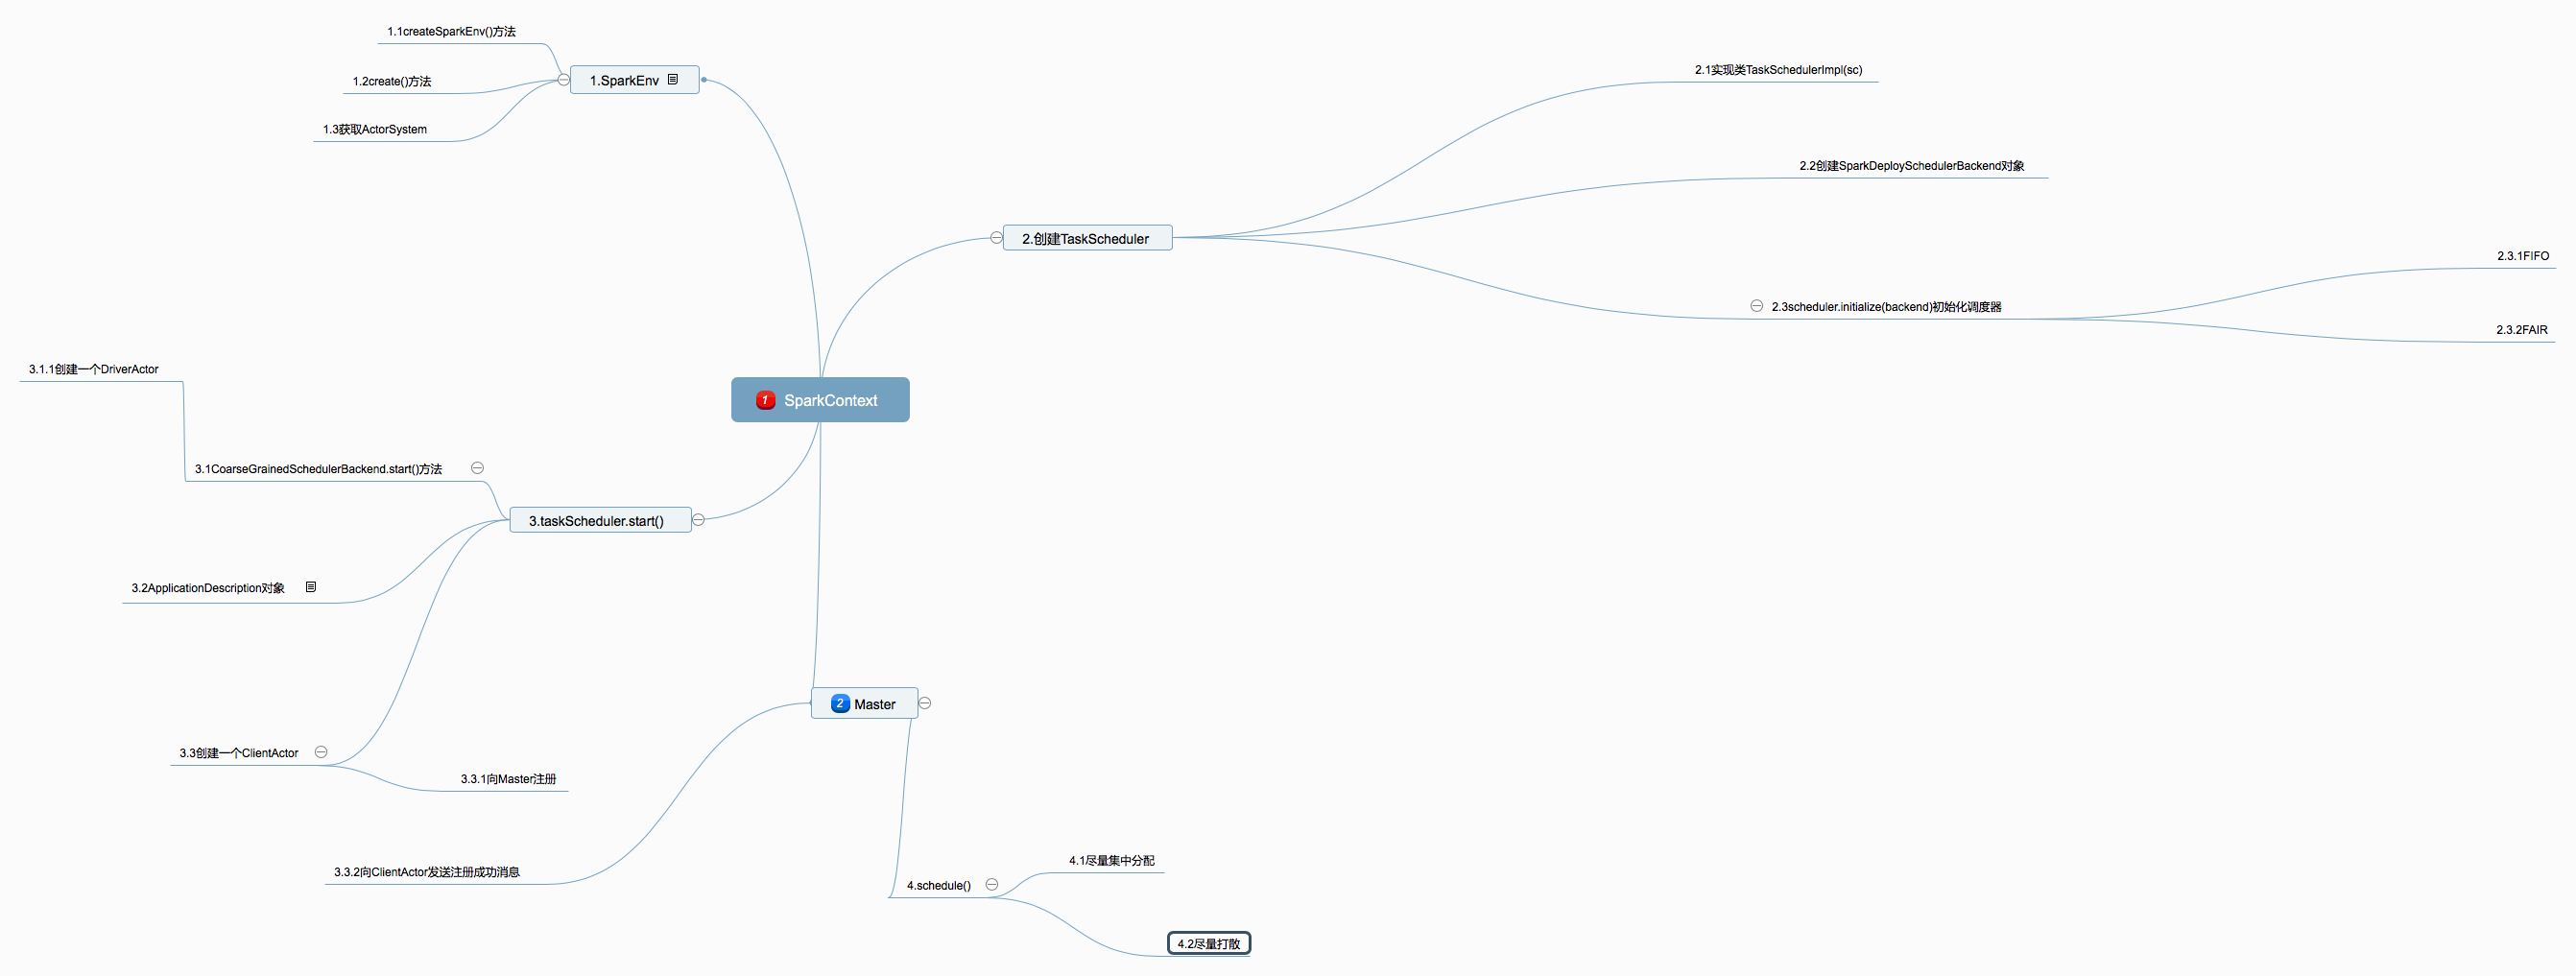 1.1createSparkEnv()方法
1.2create()方法
1.3获取ActorSystem
1.SparkEnv
2.创建TaskScheduler
2.1实现类TaskSchedulerImpl(sc)
2.2创建SparkDeploySchedulerBackend对象
2.3scheduler.initialize(backend)初始化调度器
2.3.1FIFO
2.3.2FAIR
1 SparkContext
3.1.1创建一个DriverActor
3.1CoarseGrainedSchedulerBackend.start()方法
3.taskScheduler.start()
3.2ApplicationDescription对象
3.3创建一个ClientActor
3.3.1向Master注册
2 Master
3.3.2向ClientActor发送注册成功消息
4.schedule()
4.1尽量集中分配
4.2尽量打散